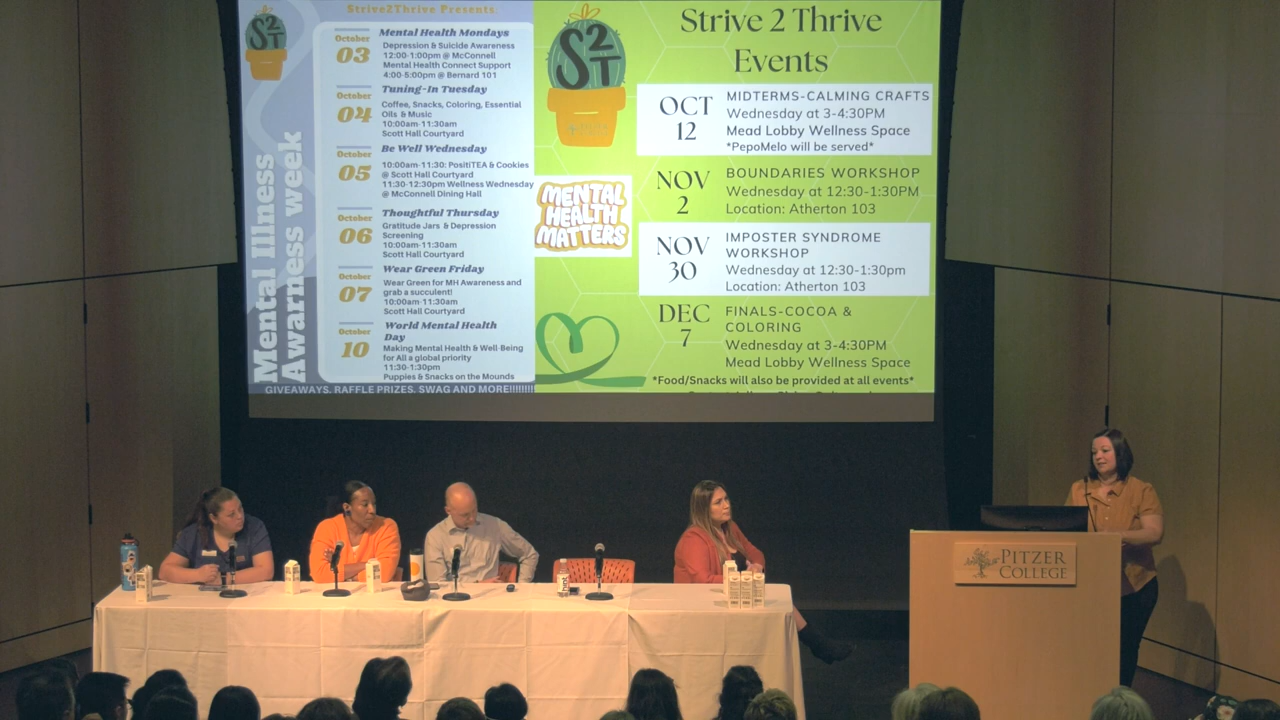 Strive2Thrive Presents:
S2T
Mental Illness
Awarness week
October
03
Mental Health Mondays
Depression & Suicide Awareness
12:00-1:00pm @ McConnell
Mental Health Connect Support
4:00-5:00pm @ Bernard 101
October
04
Tuning-In Tuesday
Coffee, Snacks, Coloring, Essential
Oils & Music
10:00am-11:30am
Scott Hall Courtyard
October
05
Be Well Wednesday
10:00am-11:30: PositiTEA & Cookies
@ Scott Hall Courtyard
11:30-12:30pm Wellness Wednesday
@ McConnell Dining Hall
October
06
Thoughtful Thursday
Gratitude Jars & Depression
Screening
10:00am-11:30am
Scott Hall Courtyard
October
07
Wear Green Friday
Wear Green for MH Awareness and
grab a succulent!
10:00am-11:30am
Scott Hall Courtyard
October
10
World Mental Health
Day
Making Mental Health & Well-Being
for All a global priority
11:30-1:30pm
Puppies & Snacks on the Mounds
GIVEAWAYS, RAFFLE PRIZES, SWAG AND MORE!!!!!!!!!
S2T
MENTAL
HEALTH
MATTERS
Strive 2 Thrive
Events
OCT
12
MIDTERMS-CALMING CRAFTS
Wednesday at 3-4:30PM
Mead Lobby Wellness Space
*PepoMelo will be served*
NOV
2
BOUNDARIES WORKSHOP
Wednesday at 12:30-1:30PM
Location: Atherton 103
NOV
30
IMPOSTER SYNDROME
WORKSHOP
Wednesday at 12:30-1:30pm
Location: Atherton 103
DEC
7
FINALS-COCOA &
COLORING
Wednesday at 3-4:30PM
Mead Lobby Wellness Space
*Food/Snacks will also be provided at all events*
PITZER
COLLEGE